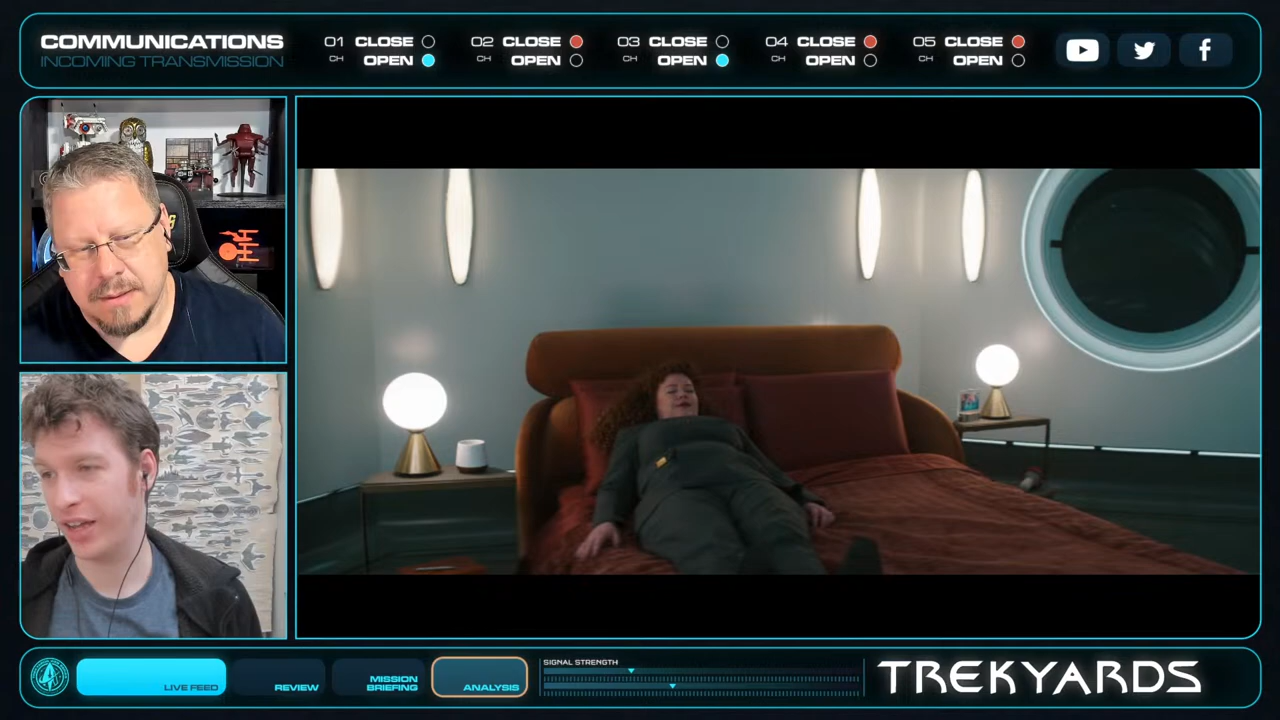 COMMUNICATIONS
INCOMING TRANSMISSION
01 CLOSE
CH OPEN
02 CLOSE
CH OPEN
03 CLOSE
CH OPEN
04 CLOSE
CH OPEN
05 CLOSE
CH OPEN
LIVE FEED
REVIEW
MISSION
BRIEFING
ANALYSIS
SIGNAL STRENGTH
TREKYARDS